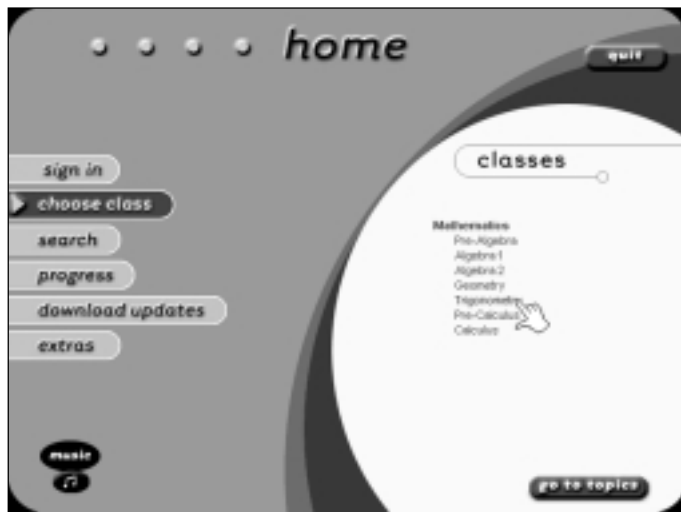 home
quit
sign in
choose class
search
progress
download updates
extras
classes
Mathematics
Pre-Algebra
Algebra 1
Algebra 2
Geometry
Trigonometry
Pre-Calculus
Calculus
music
go to topics